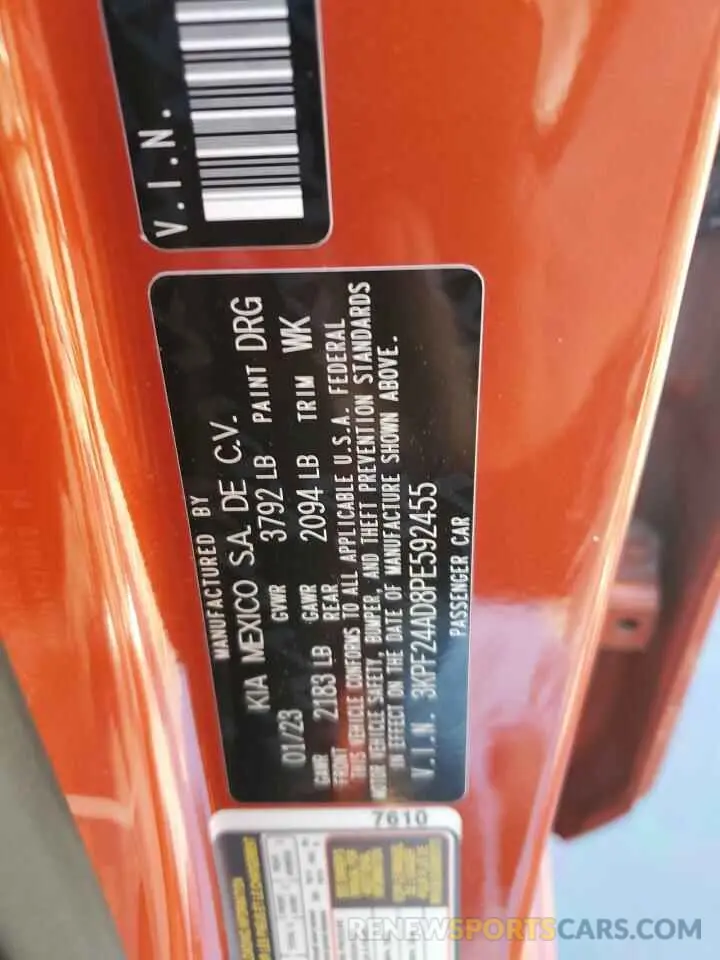 V.I.N.
MANUFACTURED BY
KIA MEXICO S.A. DE C.V.
01/23 GVWR 3792 LB PAINT DRG
GAWR FRONT 2183 LB GAWR REAR 2094 LB TRIM WK
THIS VEHICLE CONFORMS TO ALL APPLICABLE U.S.A. FEDERAL
MOTOR VEHICLE SAFETY, BUMPER, AND THEFT PREVENTION STANDARDS
IN EFFECT ON THE DATE OF MANUFACTURE SHOWN ABOVE.
V.I.N. 3KPF24AD8PE592455
PASSENGER CAR
7610
RENEWSPORTSCARS.COM